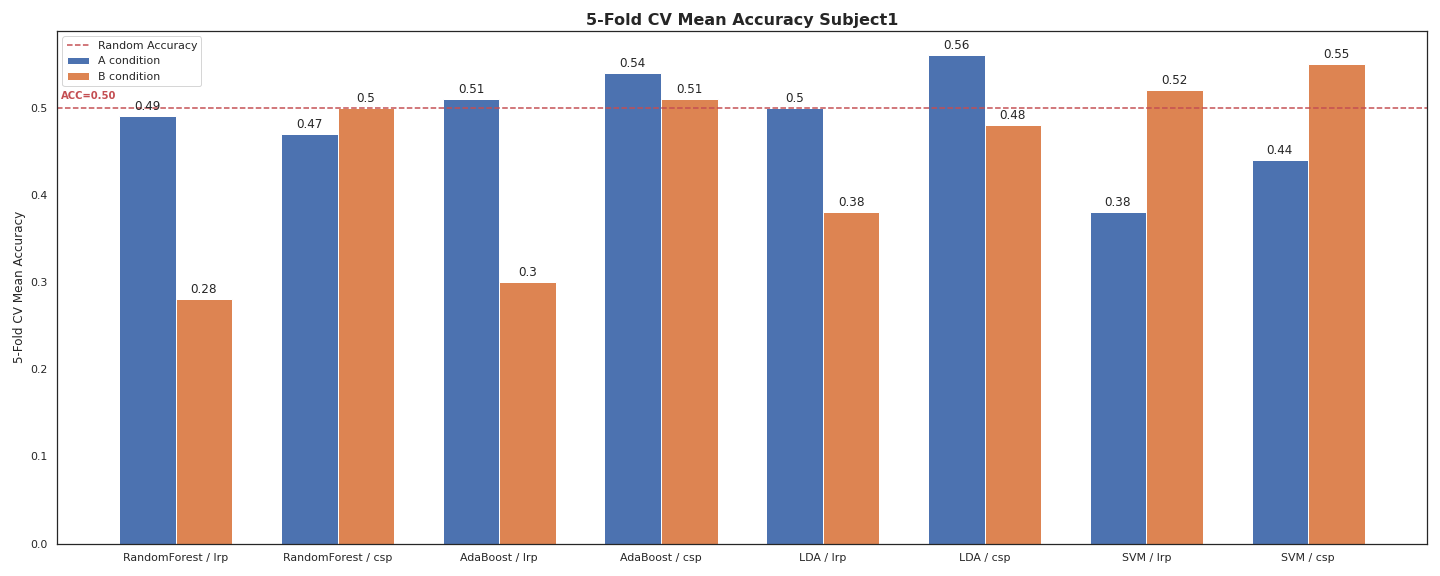 5-Fold CV Mean Accuracy Subject1
Random Accuracy
A condition
B condition
ACC=0.50
5-Fold CV Mean Accuracy
0.5
0.4
0.3
0.2
0.1
0.0
0.49
0.28
0.47
0.5
0.51
0.3
0.54
0.51
0.5
0.38
0.56
0.48
0.38
0.52
0.44
0.55
RandomForest / lrp
RandomForest / csp
AdaBoost / lrp
AdaBoost / csp
LDA / lrp
LDA / csp
SVM / lrp
SVM / csp